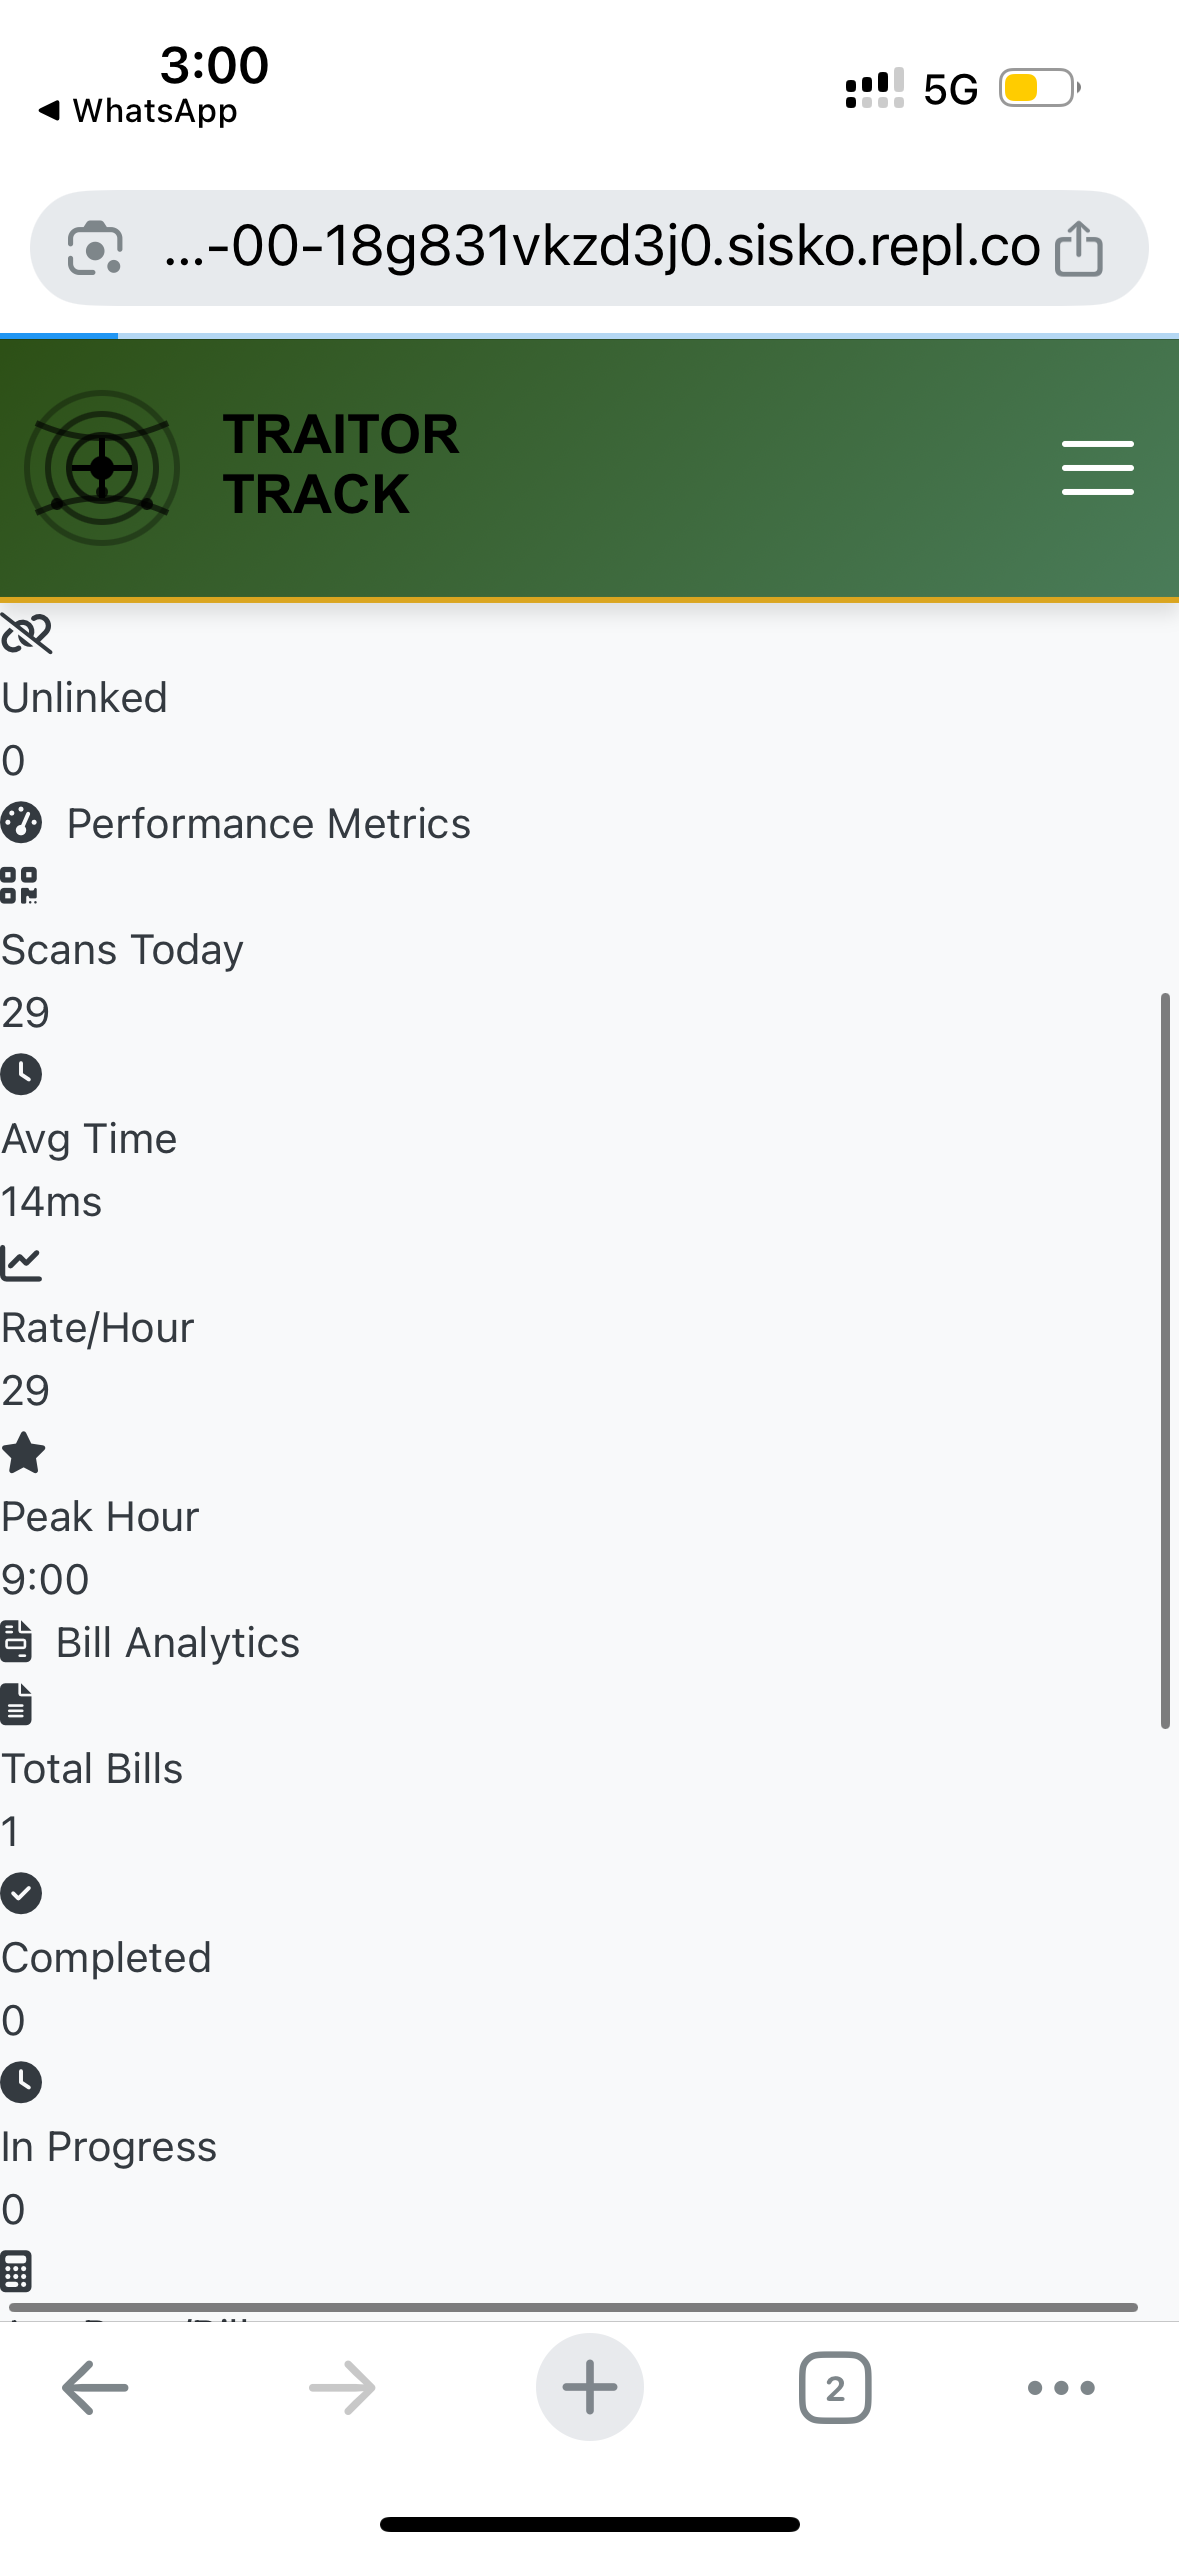 3:00
WhatsApp
5G
...-00-18g831vkzd3j0.sisko.repl.co
TRAITOR
TRACK
Unlinked
0
Performance Metrics
Scans Today
29
Avg Time
14ms
Rate/Hour
29
Peak Hour
9:00
Bill Analytics
Total Bills
1
Completed
0
In Progress
0
2